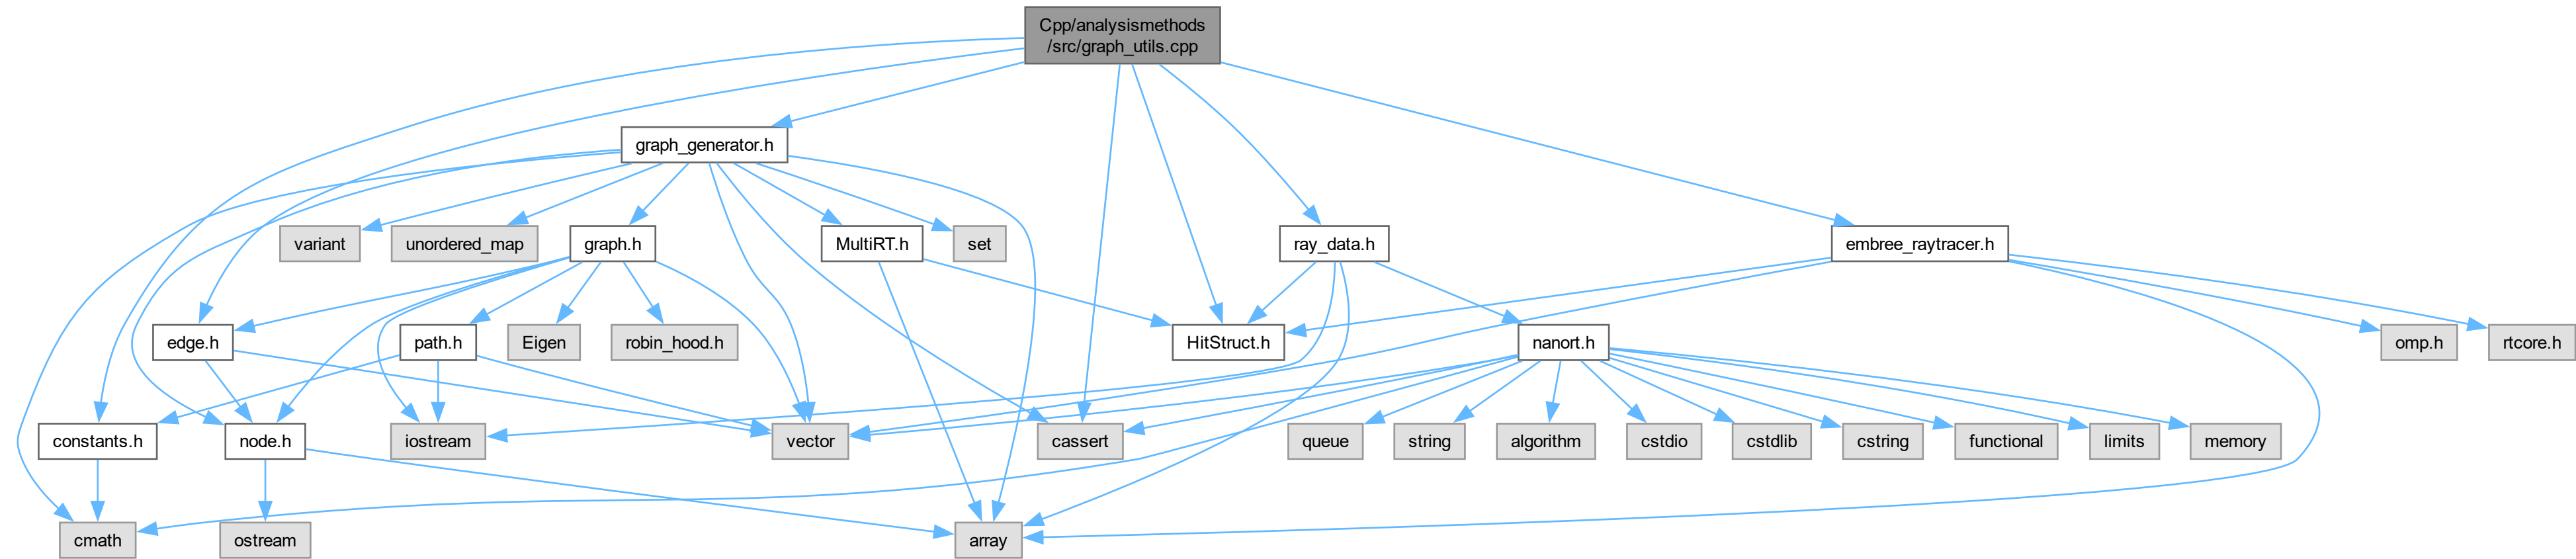 Cpp/analysismethods
/src/graph_utils.cpp
graph_generator.h
variant
unordered_map
graph.h
MultiRT.h
set
ray_data.h
embree_raytracer.h
edge.h
path.h
Eigen
robin_hood.h
HitStruct.h
nanort.h
omp.h
rtcore.h
constants.h
node.h
iostream
vector
cassert
queue
string
algorithm
cstdio
cstdlib
cstring
functional
limits
memory
cmath
ostream
array